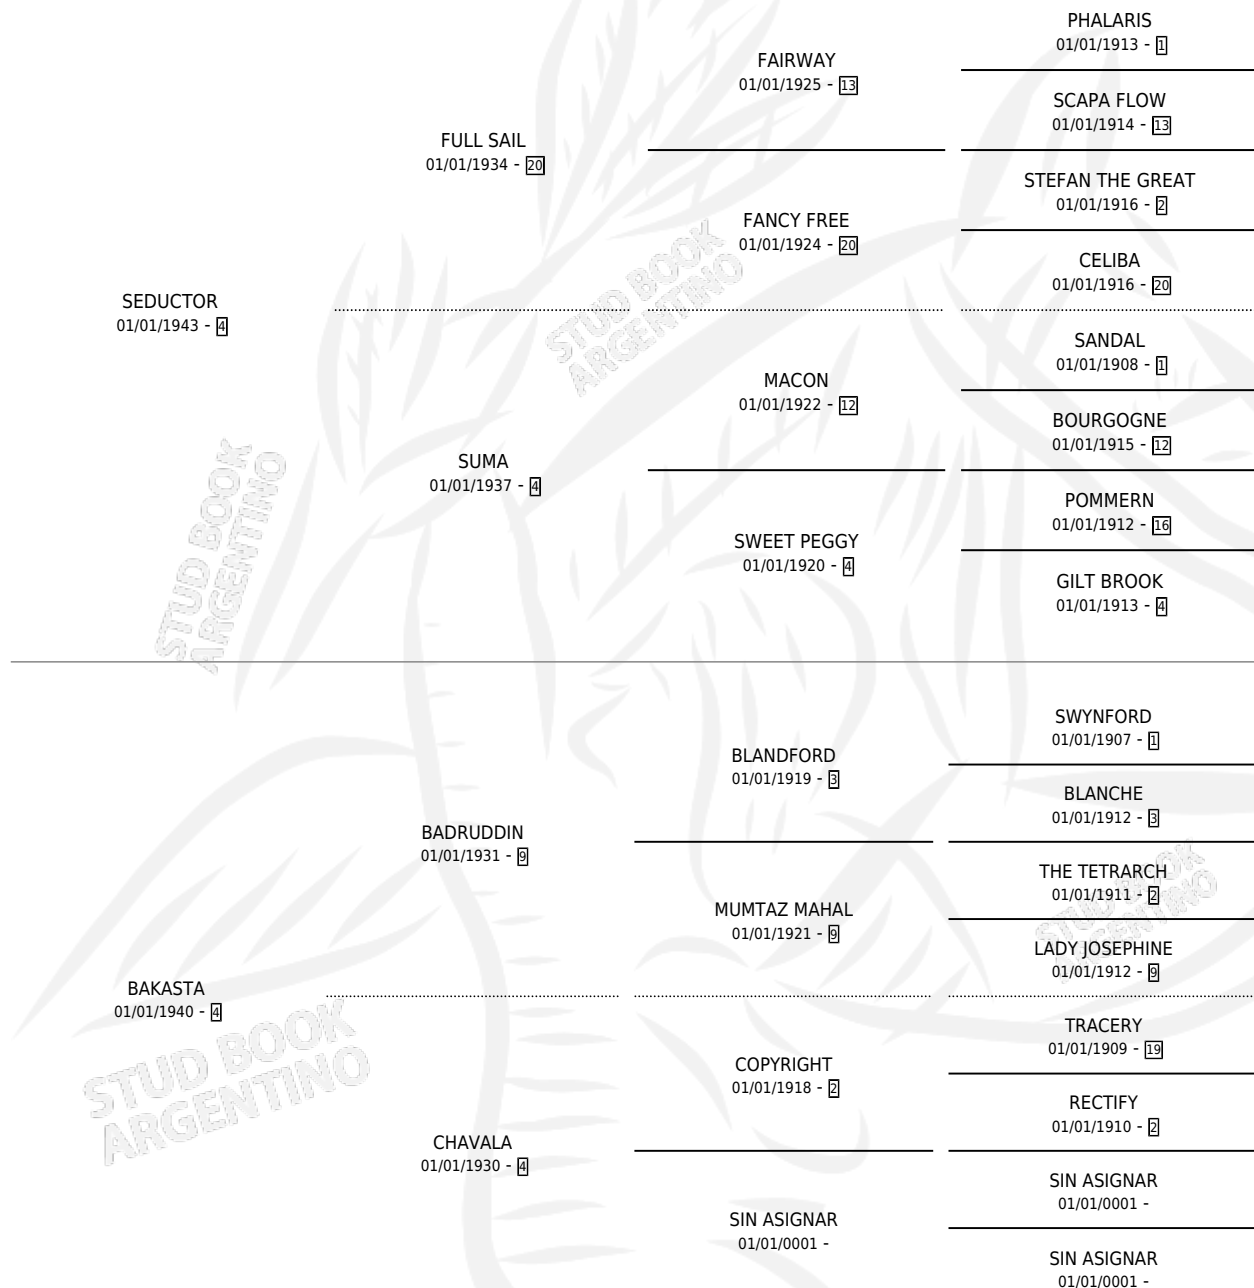 PHALARIS
01/01/1913 - 1
FAIRWAY
01/01/1925 - 13
SCAPA FLOW
01/01/1914 - 13
FULL SAIL
01/01/1934 - 20
STEFAN THE GREAT
01/01/1916 - 2
FANCY FREE
01/01/1924 - 20
CELIBA
01/01/1916 - 20
SEDUCTOR
01/01/1943 - 4
STUD BOOK
ARGENTINO
SANDAL
01/01/1908 - 1
MACON
01/01/1922 - 12
BOURGOGNE
01/01/1915 - 12
SUMA
01/01/1937 - 4
POMMERN
01/01/1912 - 16
SWEET PEGGY
01/01/1920 - 4
GILT BROOK
01/01/1913 - 4
STUD BOOK
ARGENTINO
SWYNFORD
01/01/1907 - 1
BLANDFORD
01/01/1919 - 3
BLANCHE
01/01/1912 - 3
BADRUDDIN
01/01/1931 - 9
THE TETRARCH
01/01/1911 - 2
MUMTAZ MAHAL
01/01/1921 - 9
LADY JOSEPHINE
01/01/1912 - 9
STUD BOOK
ARGENTINO
BAKASTA
01/01/1940 - 4
TRACERY
01/01/1909 - 19
COPYRIGHT
01/01/1918 - 2
RECTIFY
01/01/1910 - 2
STUD BOOK
ARGENTINO
CHAVALA
01/01/1930 - 4
SIN ASIGNAR
01/01/0001 -
SIN ASIGNAR
01/01/0001 -
SIN ASIGNAR
01/01/0001 -